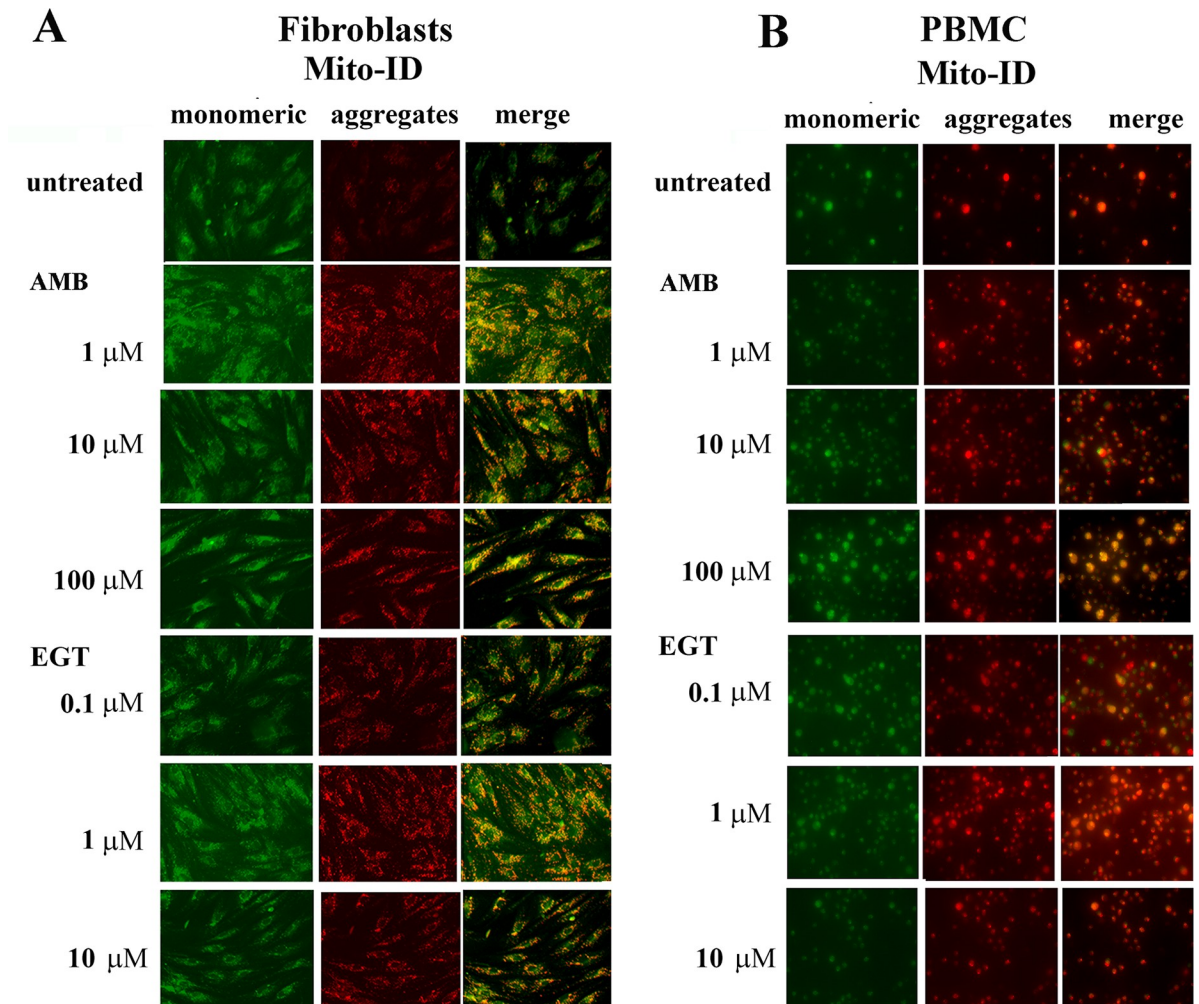 A
Fibroblasts
Mito-ID
monomeric aggregates merge
untreated
AMB
1 μM
10 μM
100 μM
EGT
0.1 μM
1 μM
10 μM
B
PBMC
Mito-ID
monomeric aggregates merge
untreated
AMB
1 μM
10 μM
100 μM
EGT
0.1 μM
1 μM
10 μM